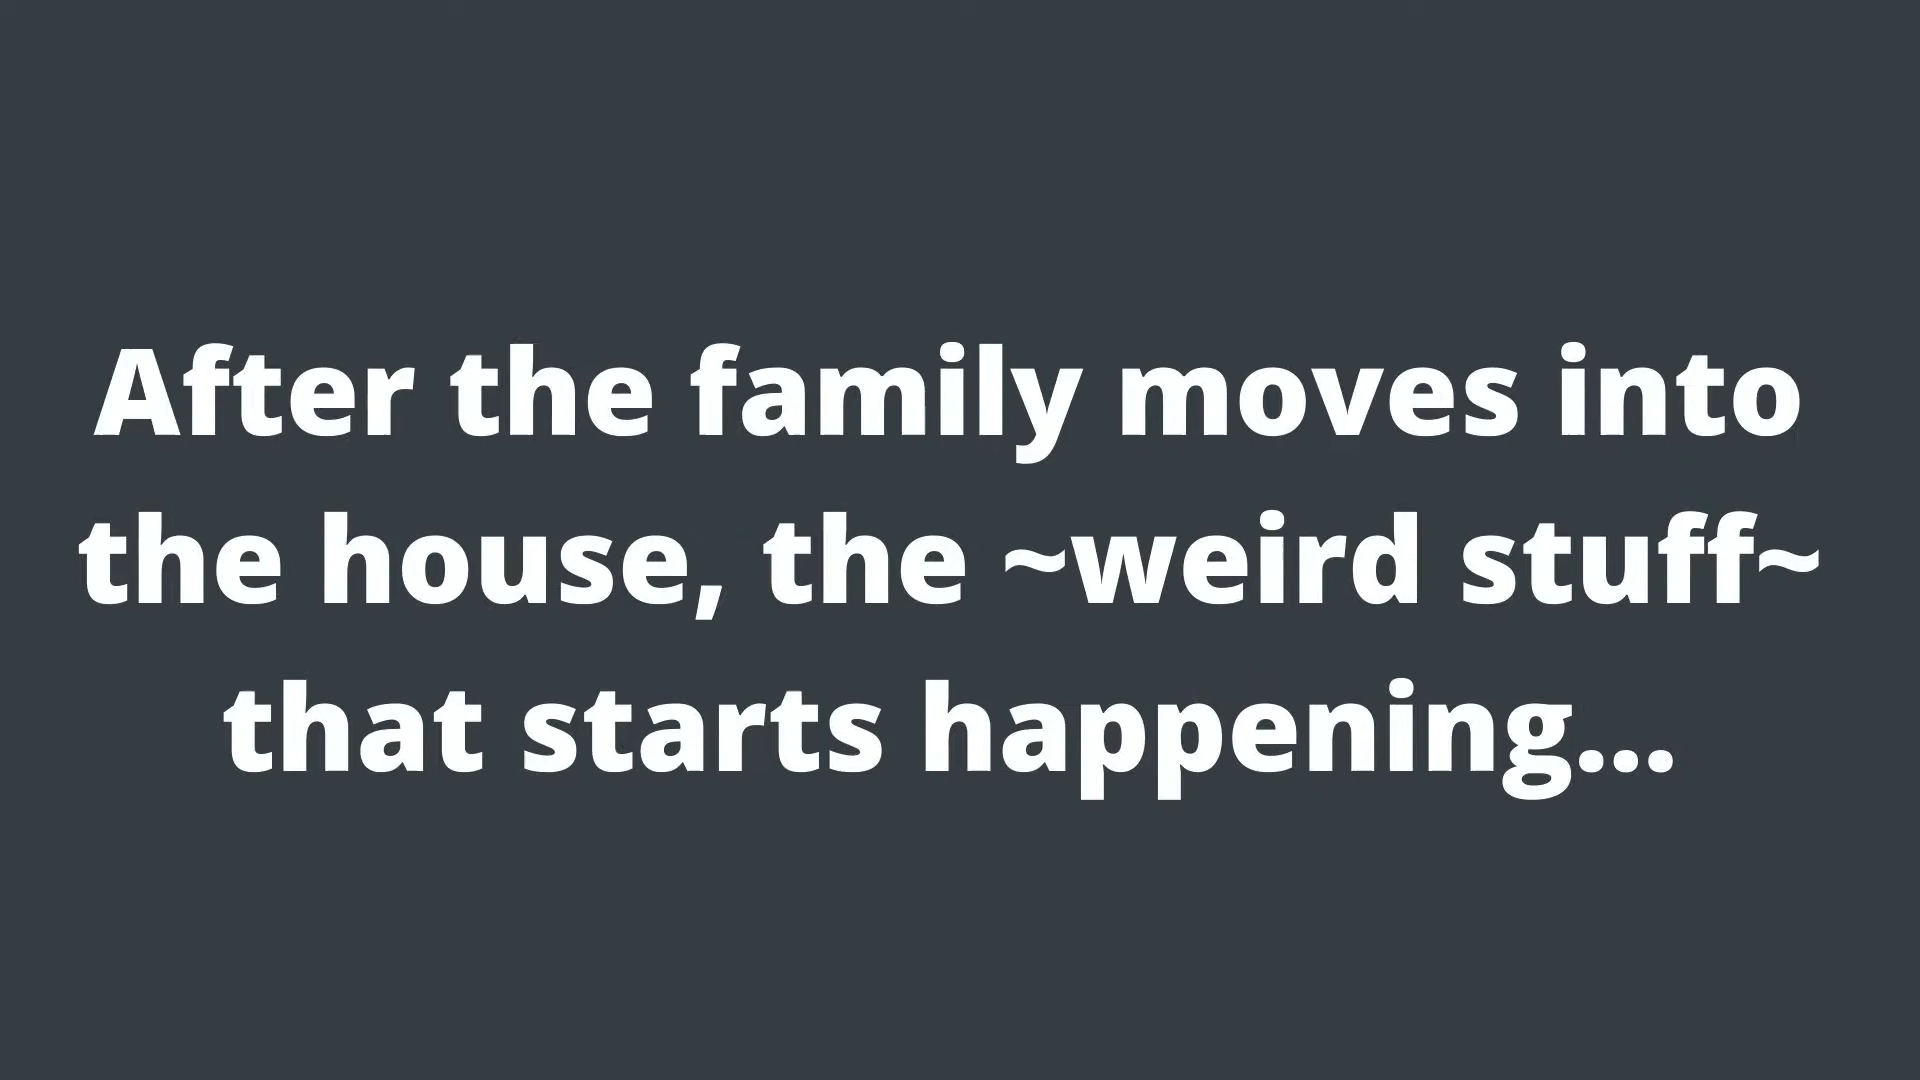 After the family moves into
the house, the ~weird stuff~
that starts happening...